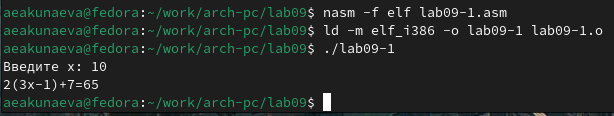 aeakunaeva@fedora:~/work/arch-pc/lab09$ nasm -f elf lab09-1.asm
aeakunaeva@fedora:~/work/arch-pc/lab09$ ld -m elf_i386 -o lab09-1 lab09-1.o
aeakunaeva@fedora:~/work/arch-pc/lab09$ ./lab09-1
Введите x: 10
2(3x-1)+7=65
aeakunaeva@fedora:~/work/arch-pc/lab09$